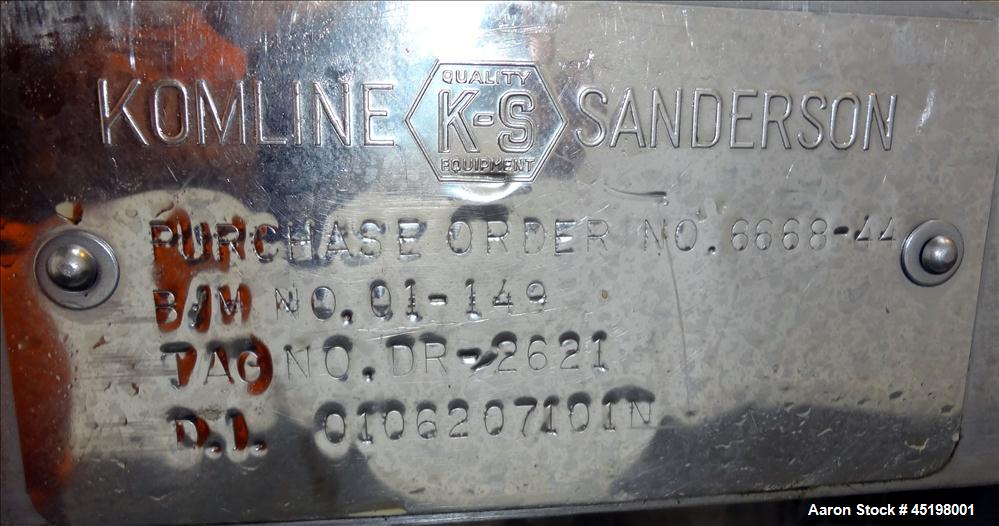 KOMLINE QUALITY K-S EQUIPMENT SANDERSON
PURCHASE ORDER NO. 6668-44
B/M NO. 01-149
TAG NO. DR-2621
D.I. 0106207101N
Aaron Stock # 45198001